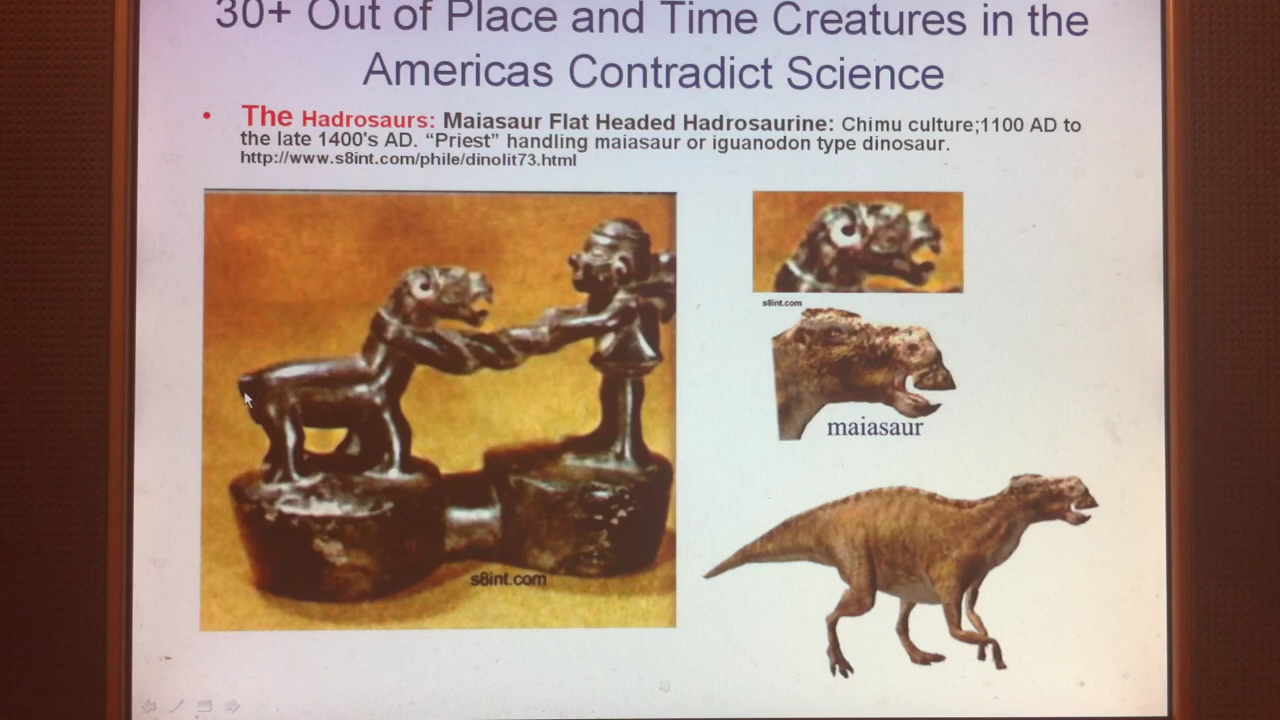 30+ Out of Place and Time Creatures in the
Americas Contradict Science
• The Hadrosaurs: Maiasaur Flat Headed Hadrosaurine: Chimu culture;1100 AD to
the late 1400's AD. “Priest” handling maiasaur or iguanodon type dinosaur.
http://www.s8int.com/phile/dinolit73.html
s8int.com
maiasaur
s8int.com